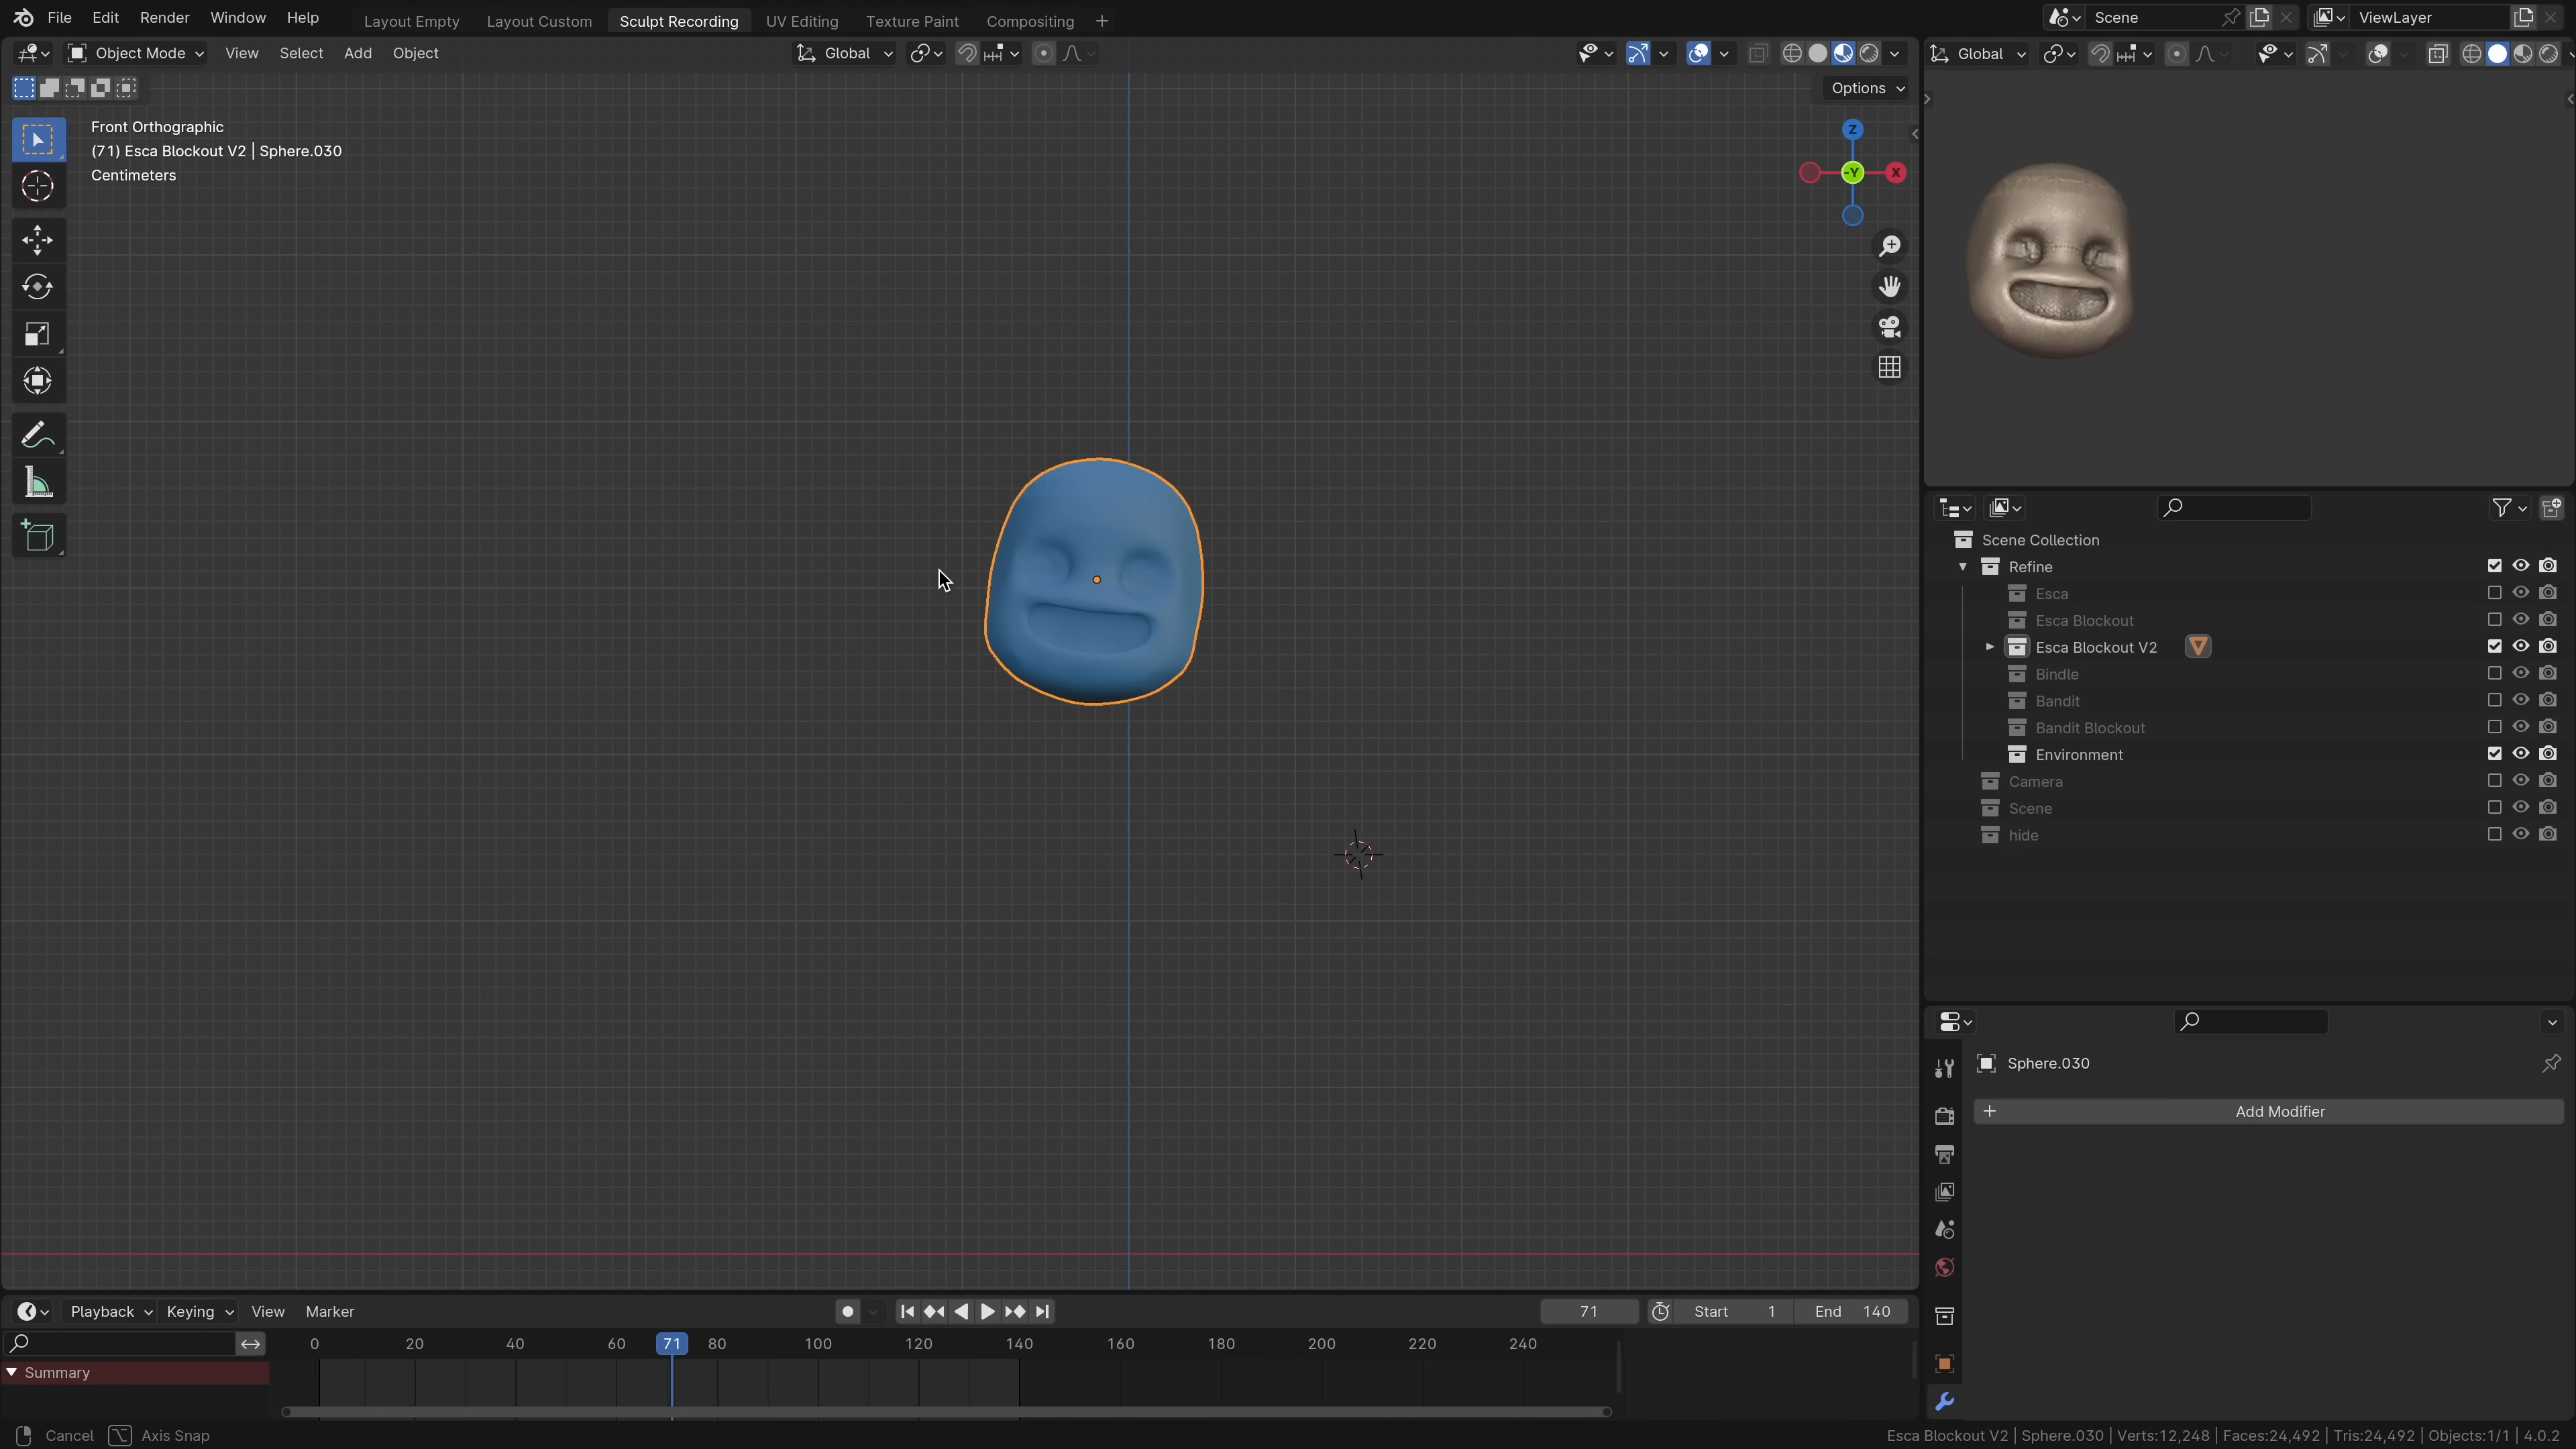 File Edit Render Window Help Layout Empty Layout Custom Sculpt Recording UV Editing Texture Paint Compositing + Scene ViewLayer
Object Mode View Select Add Object Global Global
Options
Front Orthographic
(71) Esca Blockout V2 | Sphere.030
Centimeters
Z
-Y X
Scene Collection
Refine
Esca
Esca Blockout
Esca Blockout V2
Bindle
Bandit
Bandit Blockout
Environment
Camera
Scene
hide
Sphere.030
+ Add Modifier
Playback Keying View Marker 71 Start 1 End 140
0 20 40 60 71 80 100 120 140 160 180 200 220 240
Summary
Cancel Axis Snap Esca Blockout V2 | Sphere.030 | Verts:12,248 | Faces:24,492 | Tris:24,492 | Objects:1/1 | 4.0.2